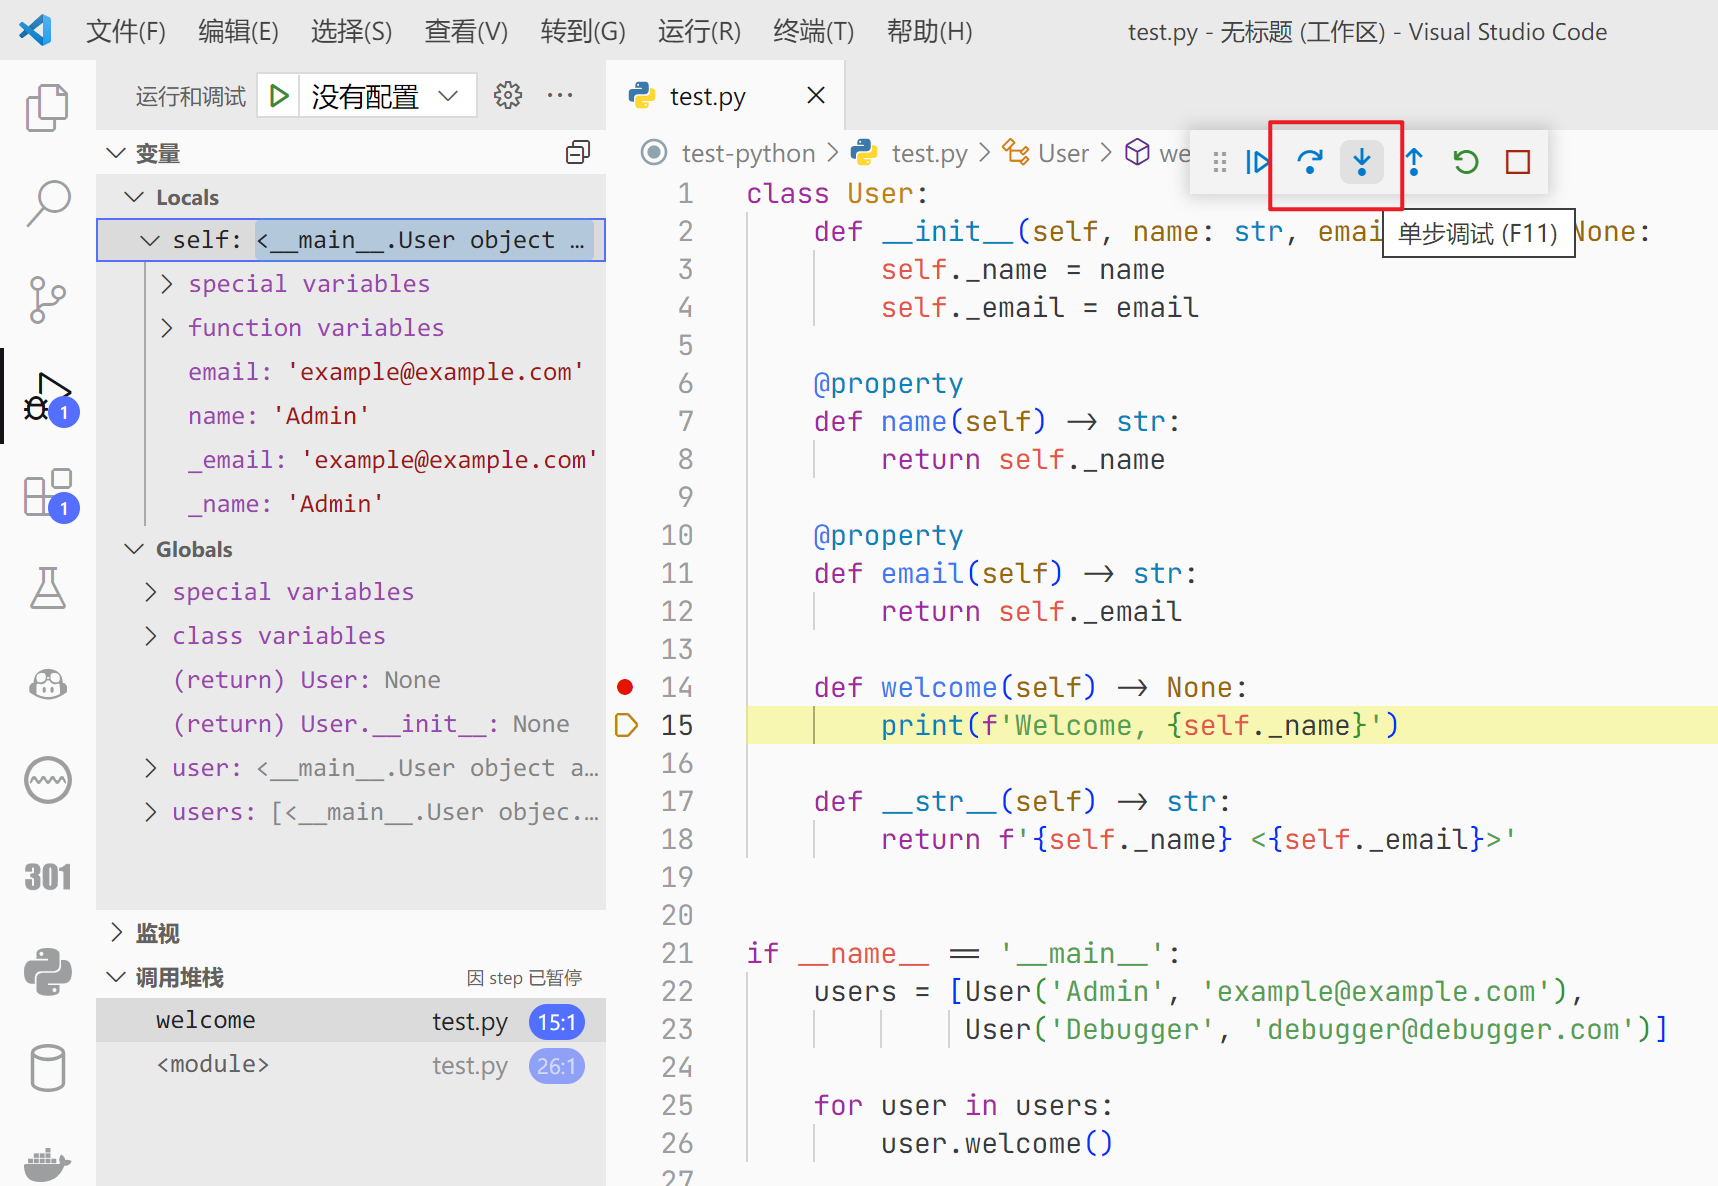 文件(F) 编辑(E) 选择(S) 查看(V) 转到(G) 运行(R) 终端(T) 帮助(H) test.py - 无标题 (工作区) - Visual Studio Code
运行和调试 没有配置 ···
变量
Locals
self: <__main__.User object …
special variables
function variables
email: 'example@example.com'
name: 'Admin'
_email: 'example@example.com'
_name: 'Admin'
Globals
special variables
class variables
(return) User: None
(return) User.__init__: None
user: <__main__.User object a…
users: [<__main__.User objec.…
监视
调用堆栈 因 step 已暂停
welcome test.py 15:1
<module> test.py 26:1
1
1
301
test.py
test-python > test.py > User > we
单步调试 (F11)
1 class User:
2 def __init__(self, name: str, emai None:
3 self._name = name
4 self._email = email
5
6 @property
7 def name(self) -> str:
8 return self._name
9
10 @property
11 def email(self) -> str:
12 return self._email
13
14 def welcome(self) -> None:
15 print(f'Welcome, {self._name}')
16
17 def __str__(self) -> str:
18 return f'{self._name} <{self._email}>'
19
20
21 if __name__ == '__main__':
22 users = [User('Admin', 'example@example.com'),
23 User('Debugger', 'debugger@debugger.com')]
24
25 for user in users:
26 user.welcome()
27